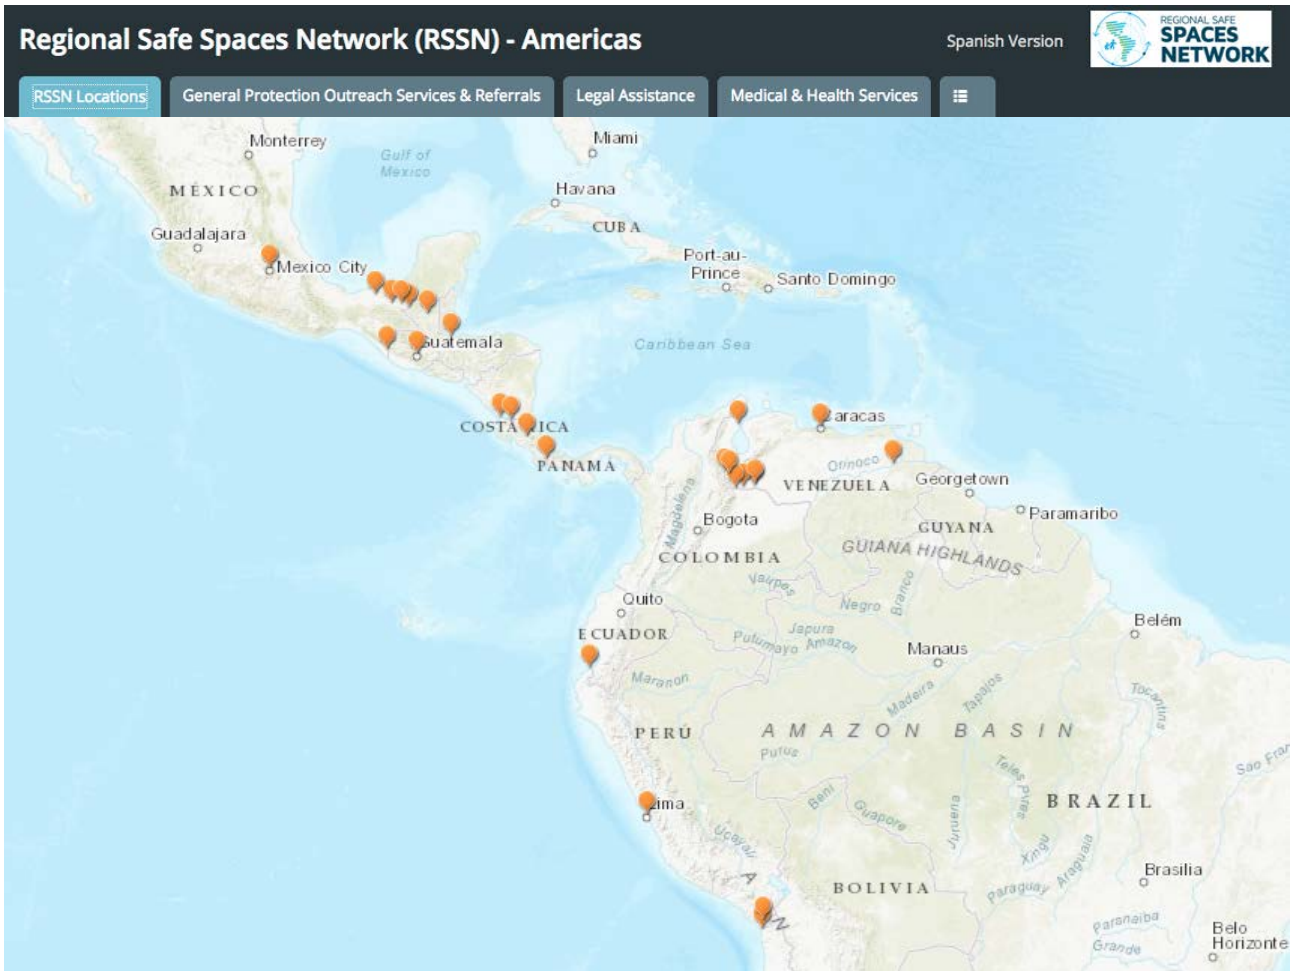 Regional Safe Spaces Network (RSSN) - Americas
Spanish Version
REGIONAL SAFE
SPACES
NETWORK
RSSN Locations
General Protection Outreach Services & Referrals
Legal Assistance
Medical & Health Services
Monterrey
Miami
Gulf of
Mexico
MÉXICO
Havana
CUBA
Guadalajara
Mexico City
Port-au-
Prince
Santo Domingo
Guatemala
Caribbean Sea
COSTA RICA
Caracas
PANAMA
Orinoco
VENEZUELA
Georgetown
Magdalena
Bogota
Paramaribo
GUYANA
COLOMBIA
GUIANA HIGHLANDS
Vaupes
Branco
Quito
Negro
ECUADOR
Japura
Putumayo
Amazon
Belém
Manaus
Maranon
Madeira
Tapajos
Tocantins
PERÚ
AMAZON BASIN
Purus
Sao Fran
Teles Pires
Beni
Guapore
Juruena
BRAZIL
Lima
Ucayali
Xingu
Araguaia
A
N
BOLIVIA
Paraguay
Brasilia
Paranaiba
Grande
Belo
Horizonte